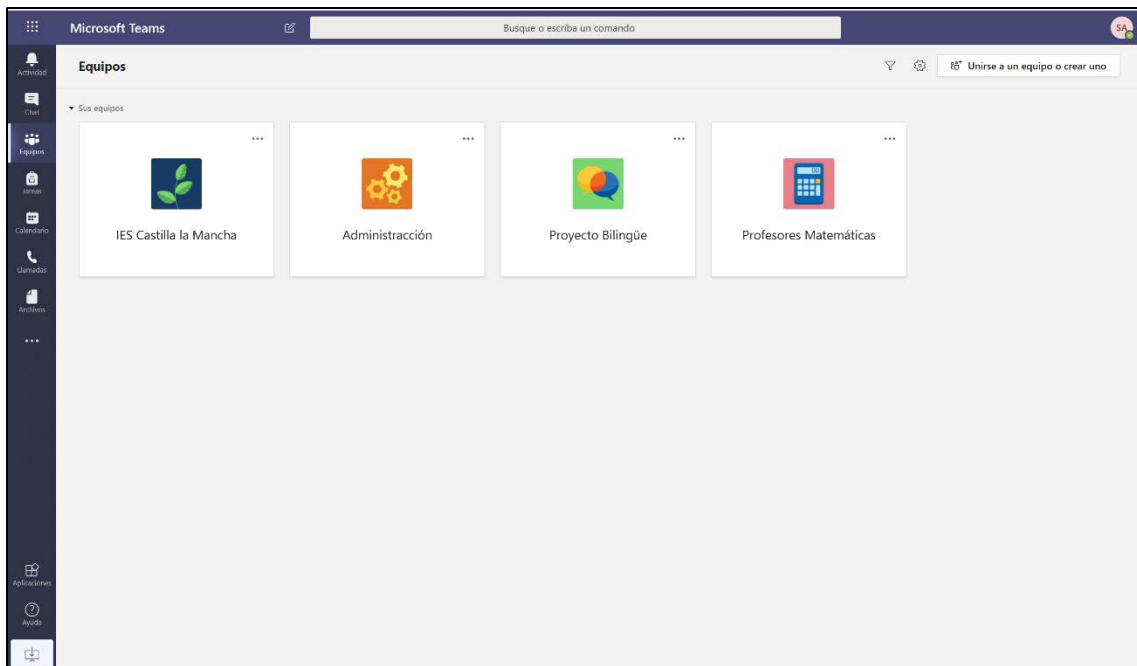 Microsoft Teams
Busque o escriba un comando
SA
Actividad
Equipos
Unirse a un equipo o crear uno
Chat
Sus equipos
Equipos
Tareas
Calendario
Llamadas
Archivos
IES Castilla la Mancha
Administracción
Proyecto Bilingüe
Profesores Matemáticas
Aplicaciones
Ayuda